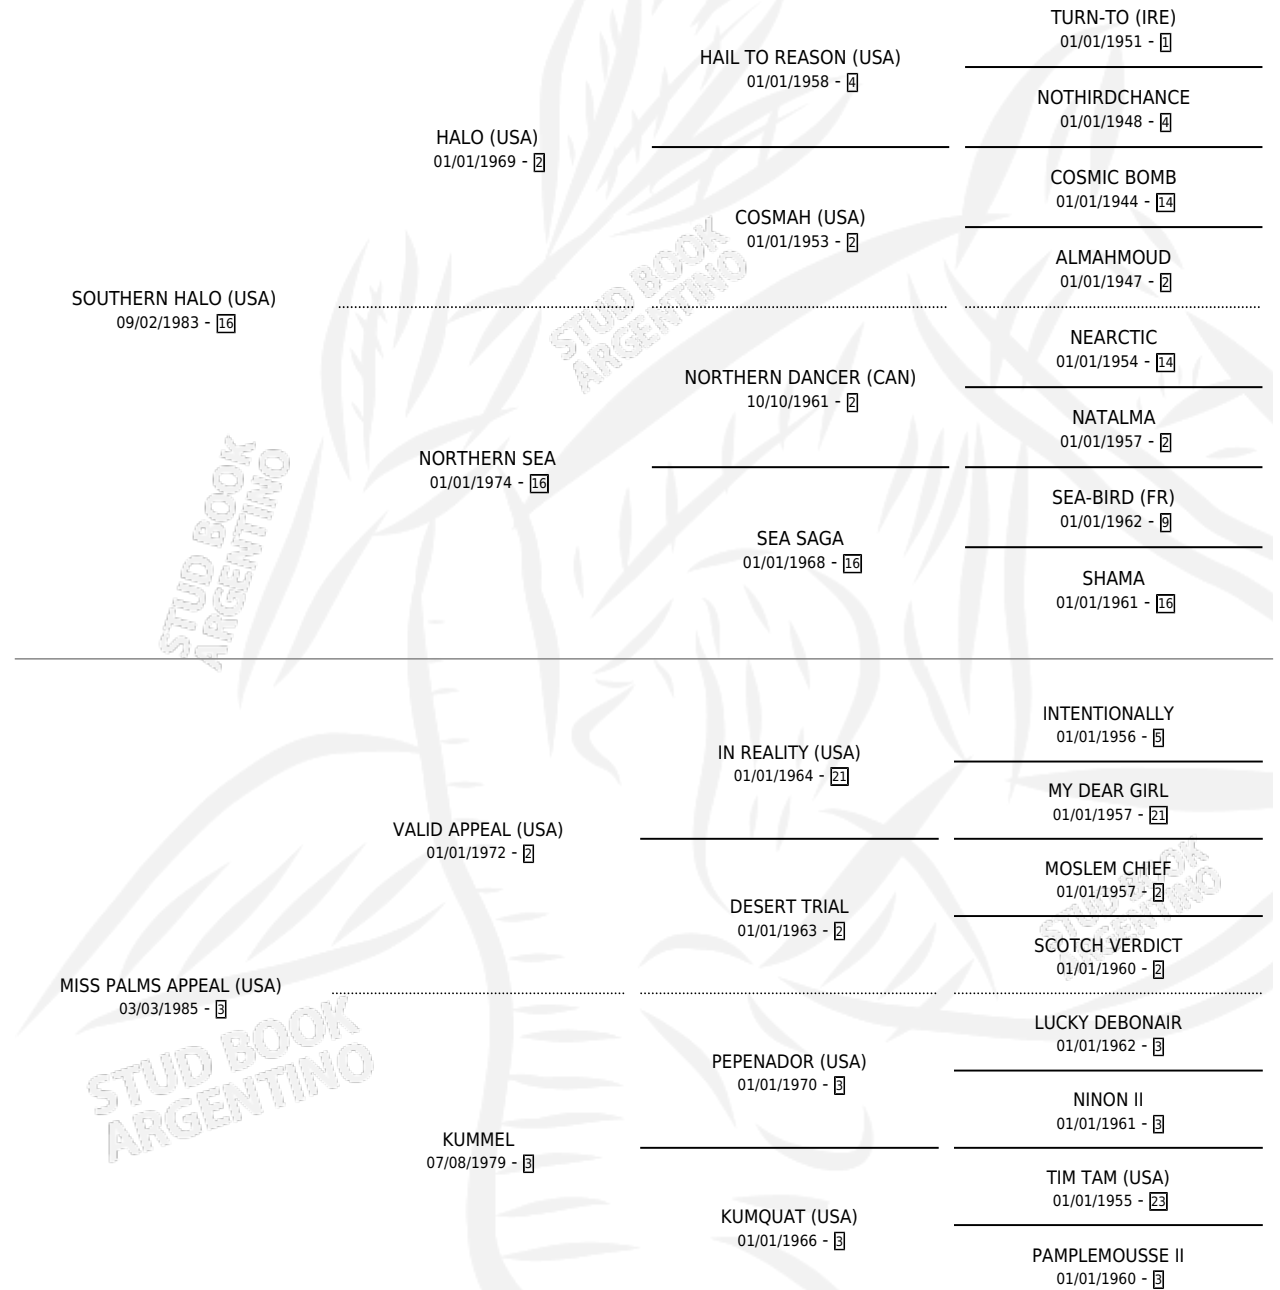 TURN-TO (IRE)
01/01/1951 - 1
HAIL TO REASON (USA)
01/01/1958 - 4
NOTHIRDCHANCE
01/01/1948 - 4
HALO (USA)
01/01/1969 - 2
COSMIC BOMB
01/01/1944 - 14
COSMAH (USA)
01/01/1953 - 2
ALMAHMOUD
01/01/1947 - 2
SOUTHERN HALO (USA)
09/02/1983 - 16
STUD BOOK
ARGENTINO
NEARCTIC
01/01/1954 - 14
NORTHERN DANCER (CAN)
10/10/1961 - 2
NATALMA
01/01/1957 - 2
NORTHERN SEA
01/01/1974 - 16
SEA-BIRD (FR)
01/01/1962 - 9
SEA SAGA
01/01/1968 - 16
SHAMA
01/01/1961 - 16
STUD BOOK
ARGENTINO
INTENTIONALLY
01/01/1956 - 5
IN REALITY (USA)
01/01/1964 - 21
MY DEAR GIRL
01/01/1957 - 21
VALID APPEAL (USA)
01/01/1972 - 2
MOSLEM CHIEF
01/01/1957 - 2
DESERT TRIAL
01/01/1963 - 2
SCOTCH VERDICT
01/01/1960 - 2
STUD BOOK
ARGENTINO
MISS PALMS APPEAL (USA)
03/03/1985 - 3
LUCKY DEBONAIR
01/01/1962 - 3
PEPENADOR (USA)
01/01/1970 - 3
NINON II
01/01/1961 - 3
STUD BOOK
ARGENTINO
KUMMEL
07/08/1979 - 3
TIM TAM (USA)
01/01/1955 - 23
KUMQUAT (USA)
01/01/1966 - 3
PAMPLEMOUSSE II
01/01/1960 - 3